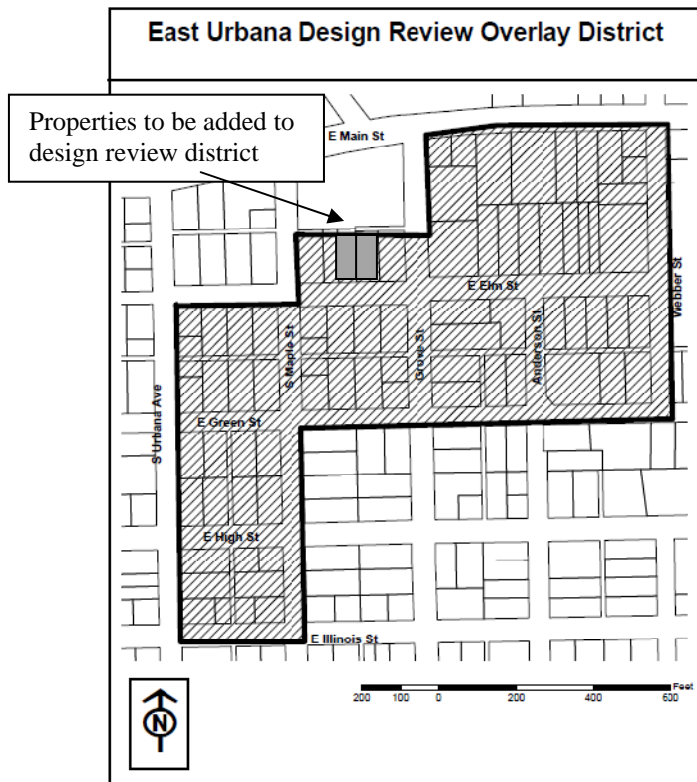 East Urbana Design Review Overlay District
Properties to be added to
design review district
E Main St
E Elm St
Webber St
S Maple St
Grove St
Anderson St
S Urbana Ave
E Green St
E High St
E Illinois St
200 100 0 200 400 600 Feet
N